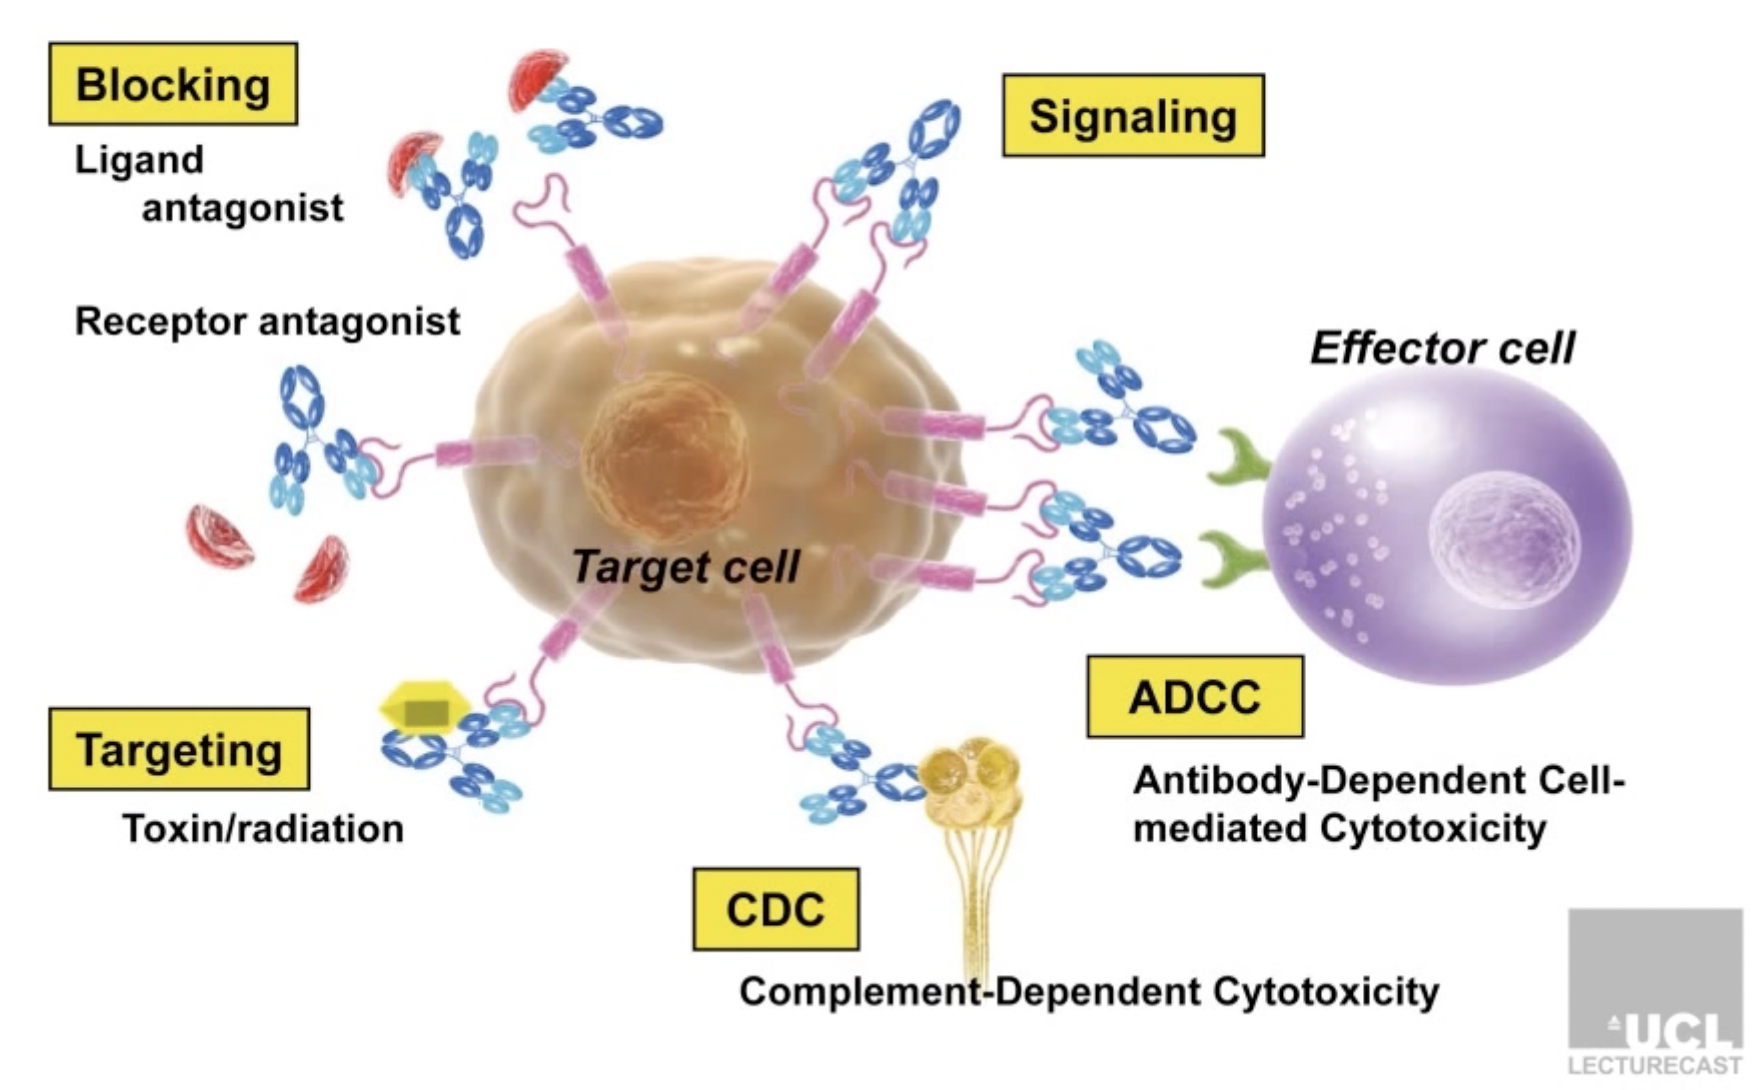 Blocking
Ligand
antagonist
Receptor antagonist
Signaling
Effector cell
Target cell
Targeting
Toxin/radiation
ADCC
Antibody-Dependent Cell-
mediated Cytotoxicity
CDC
Complement-Dependent Cytotoxicity
UCL
LECTURECAST